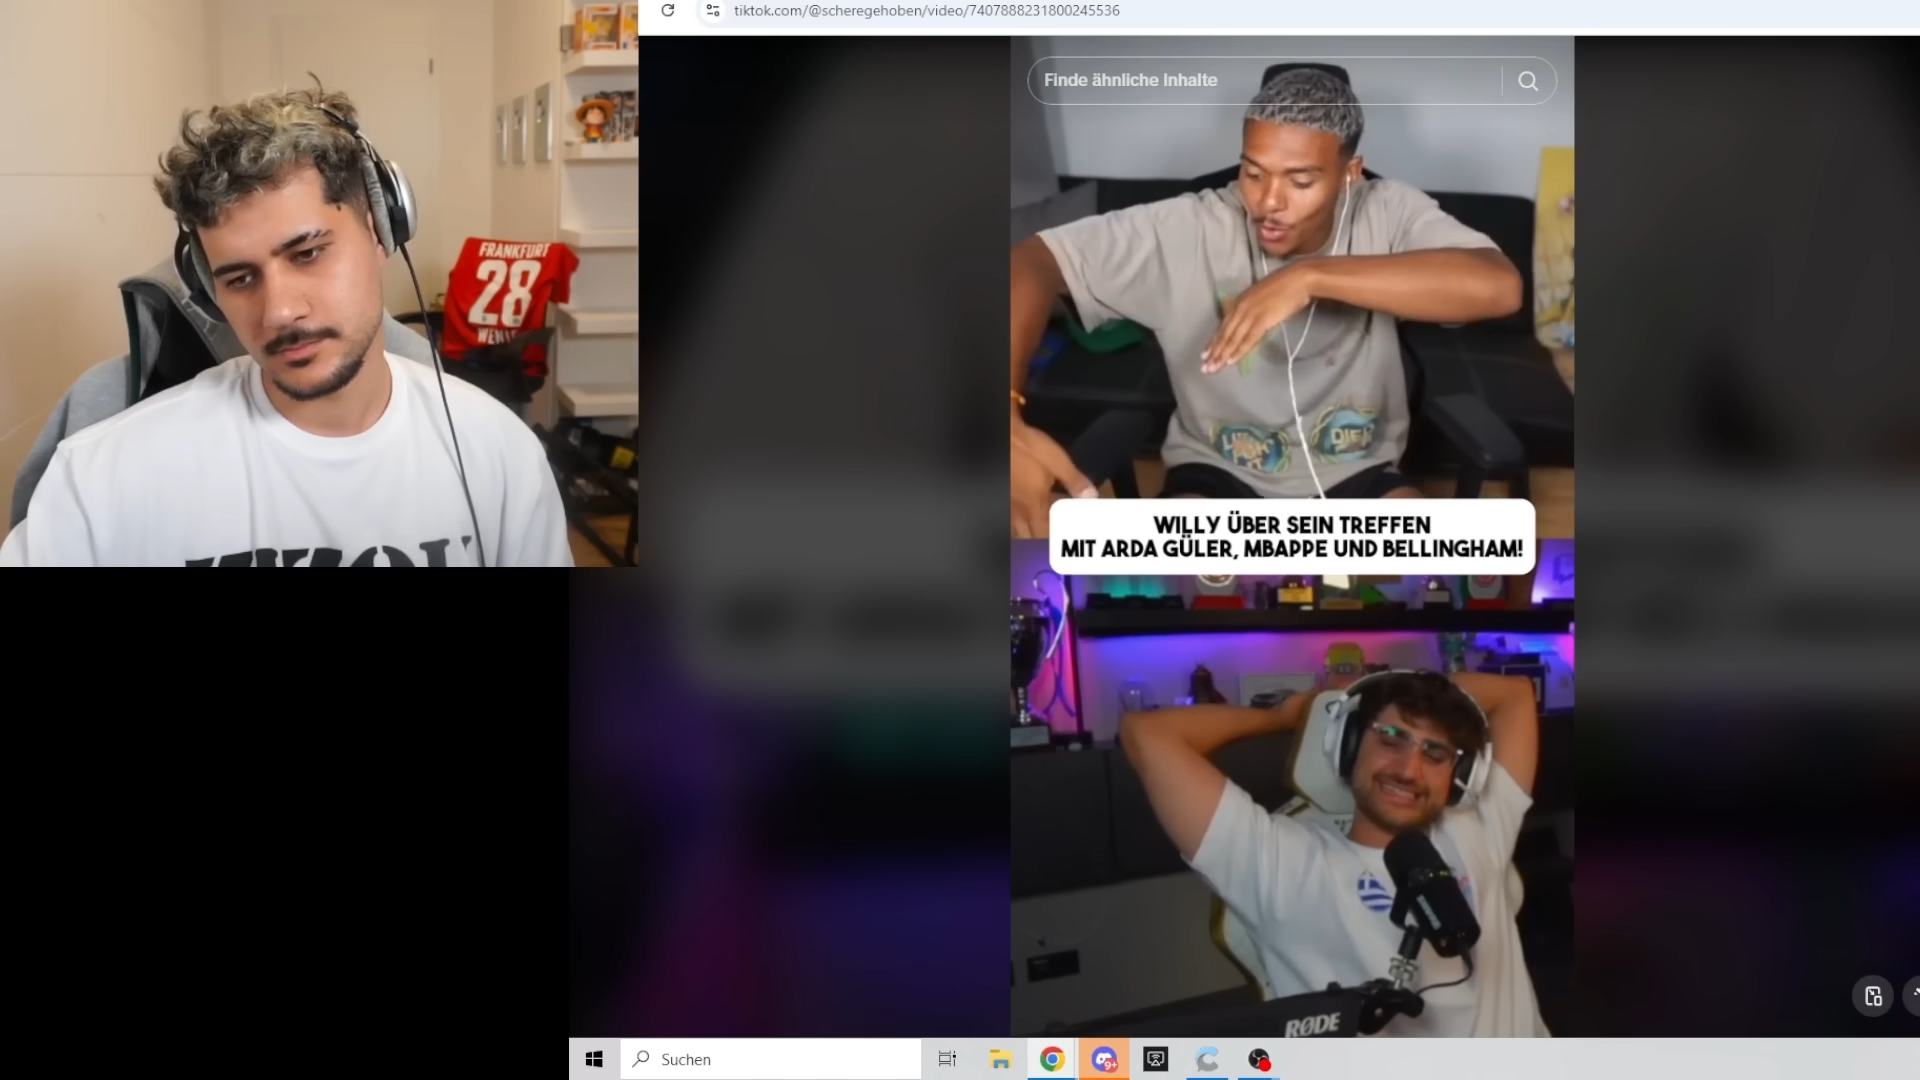 tiktok.com/@scheregehoben/video/7407888231800245536
Finde ähnliche Inhalte
FRANKFURT
28
WILLY ÜBER SEIN TREFFEN
MIT ARDA GÜLER, MBAPPE UND BELLINGHAM!
RØDE
Suchen
9+